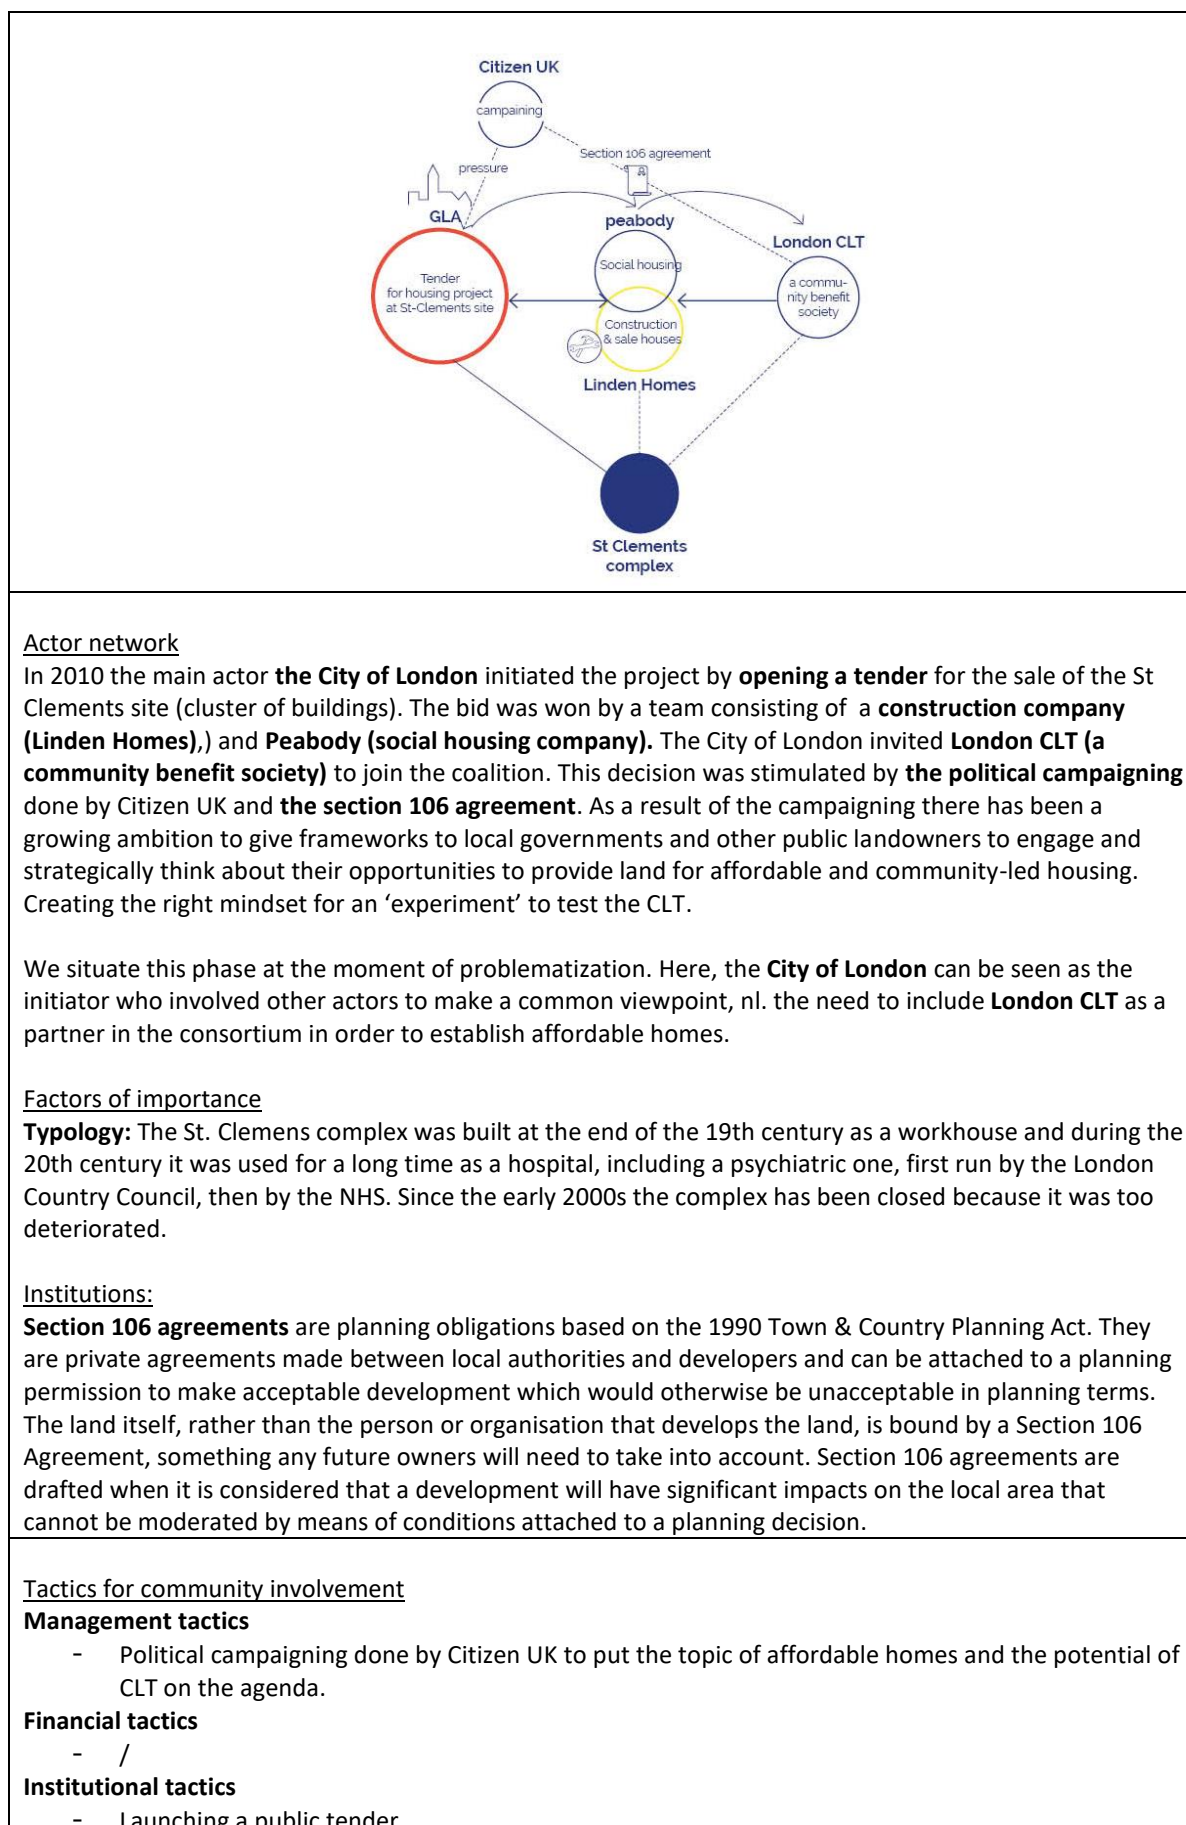 Citizen UK
campaining
Section 106 agreement
pressure
GLA
peabody
London CLT
Social housing
Tender
for housing project
at St-Clements site
a commu-
nity benefit
society
Construction
& sale houses
Linden Homes
St Clements
complex
Actor network
In 2010 the main actor the City of London initiated the project by opening a tender for the sale of the St
Clements site (cluster of buildings). The bid was won by a team consisting of  a construction company
(Linden Homes),) and Peabody (social housing company). The City of London invited London CLT (a
community benefit society) to join the coalition. This decision was stimulated by the political campaigning
done by Citizen UK and the section 106 agreement. As a result of the campaigning there has been a
growing ambition to give frameworks to local governments and other public landowners to engage and
strategically think about their opportunities to provide land for affordable and community-led housing.
Creating the right mindset for an ‘experiment’ to test the CLT.
We situate this phase at the moment of problematization. Here, the City of London can be seen as the
initiator who involved other actors to make a common viewpoint, nl. the need to include London CLT as a
partner in the consortium in order to establish affordable homes.
Factors of importance
Typology: The St. Clemens complex was built at the end of the 19th century as a workhouse and during the
20th century it was used for a long time as a hospital, including a psychiatric one, first run by the London
Country Council, then by the NHS. Since the early 2000s the complex has been closed because it was too
deteriorated.
Institutions:
Section 106 agreements are planning obligations based on the 1990 Town & Country Planning Act. They
are private agreements made between local authorities and developers and can be attached to a planning
permission to make acceptable development which would otherwise be unacceptable in planning terms.
The land itself, rather than the person or organisation that develops the land, is bound by a Section 106
Agreement, something any future owners will need to take into account. Section 106 agreements are
drafted when it is considered that a development will have significant impacts on the local area that
cannot be moderated by means of conditions attached to a planning decision.
Tactics for community involvement
Management tactics
- Political campaigning done by Citizen UK to put the topic of affordable homes and the potential of
CLT on the agenda.
Financial tactics
- /
Institutional tactics
- Launching a public tender